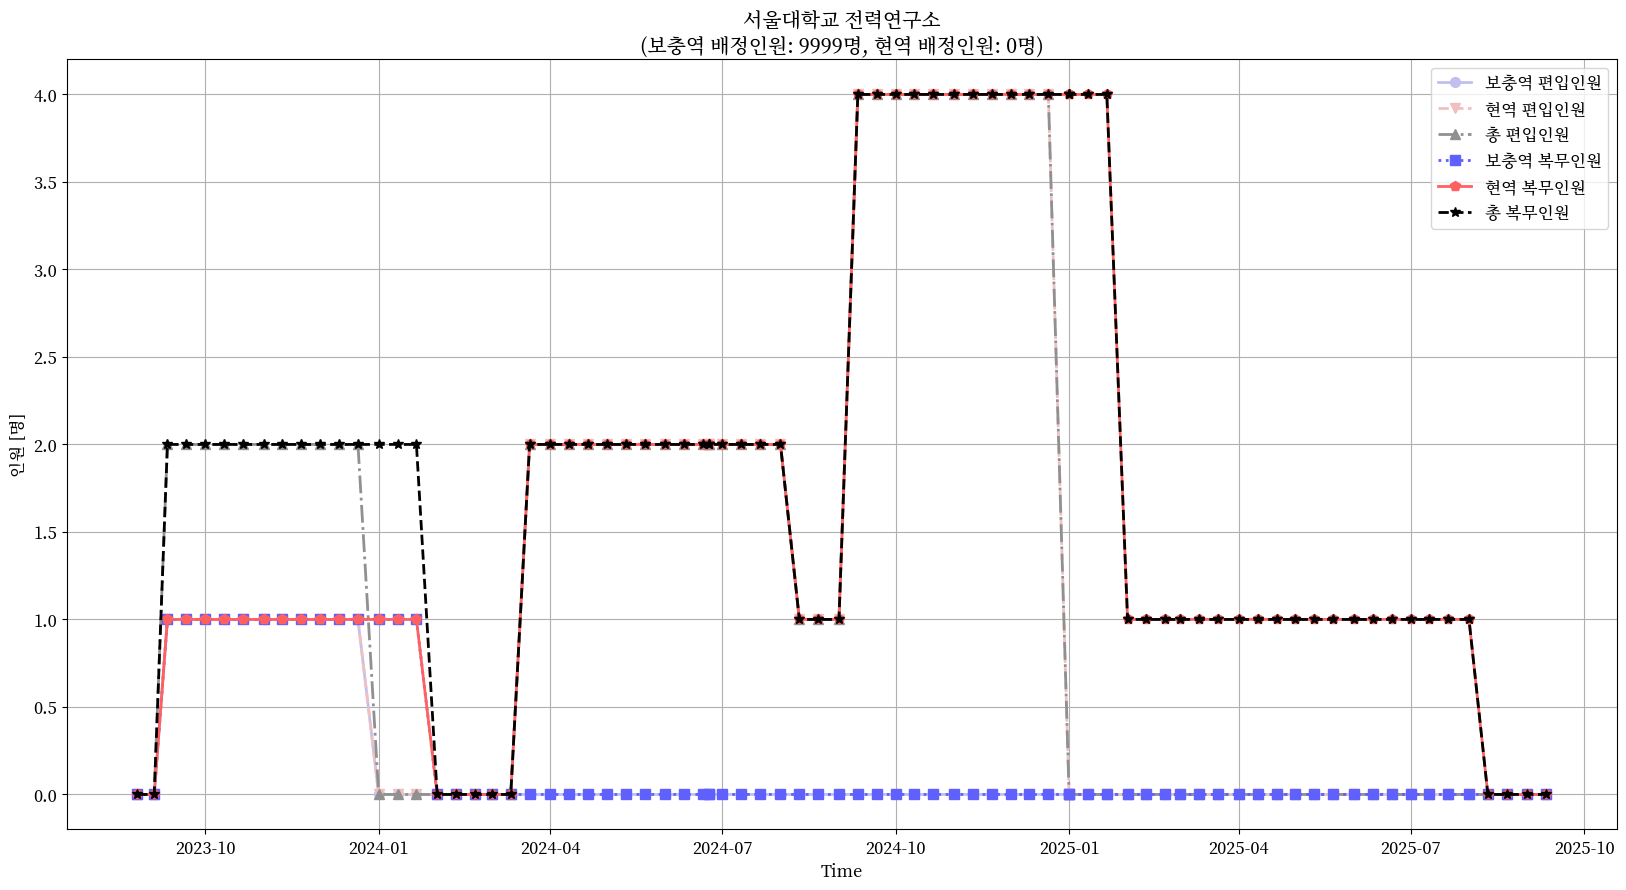 서울대학교 전력연구소
(보충역 배정인원: 9999명, 현역 배정인원: 0명)
보충역 편입인원
현역 편입인원
총 편입인원
보충역 복무인원
현역 복무인원
총 복무인원
인원 [명]
4.0
3.5
3.0
2.5
2.0
1.5
1.0
0.5
0.0
2023-10
2024-01
2024-04
2024-07
2024-10
2025-01
2025-04
2025-07
2025-10
Time